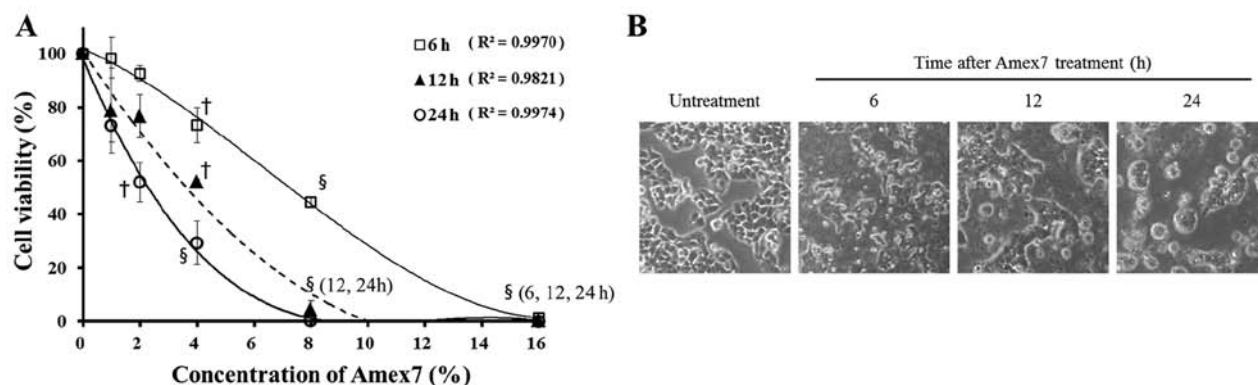 A
Cell viability (%)
100
80
60
40
20
0
0 2 4 6 8 10 12 14 16
Concentration of Amex7 (%)
6 h ( R² = 0.9970)
12 h ( R² = 0.9821)
24 h ( R² = 0.9974)
†
§
†
†
§
§ (12, 24h)
§ (6, 12, 24 h)
B
Time after Amex7 treatment (h)
Untreatment 6 12 24